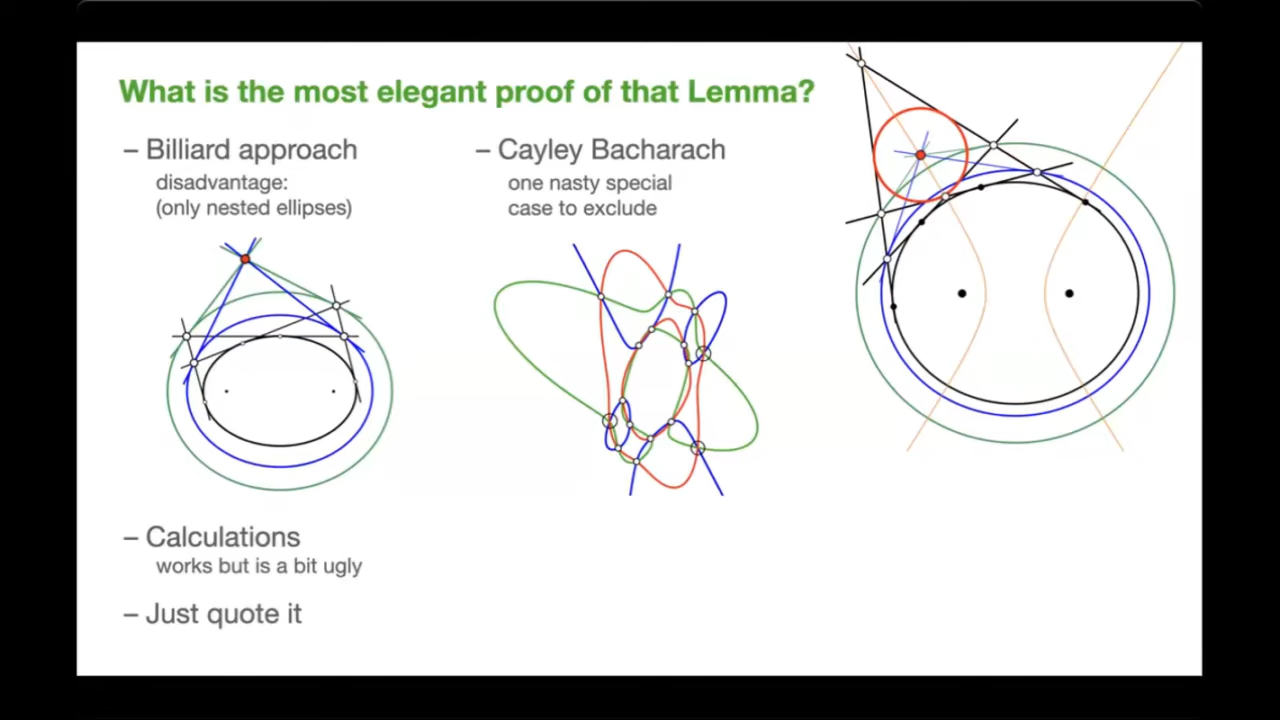 What is the most elegant proof of that Lemma?
– Billiard approach
disadvantage:
(only nested ellipses)
– Cayley Bacharach
one nasty special
case to exclude
– Calculations
works but is a bit ugly
– Just quote it